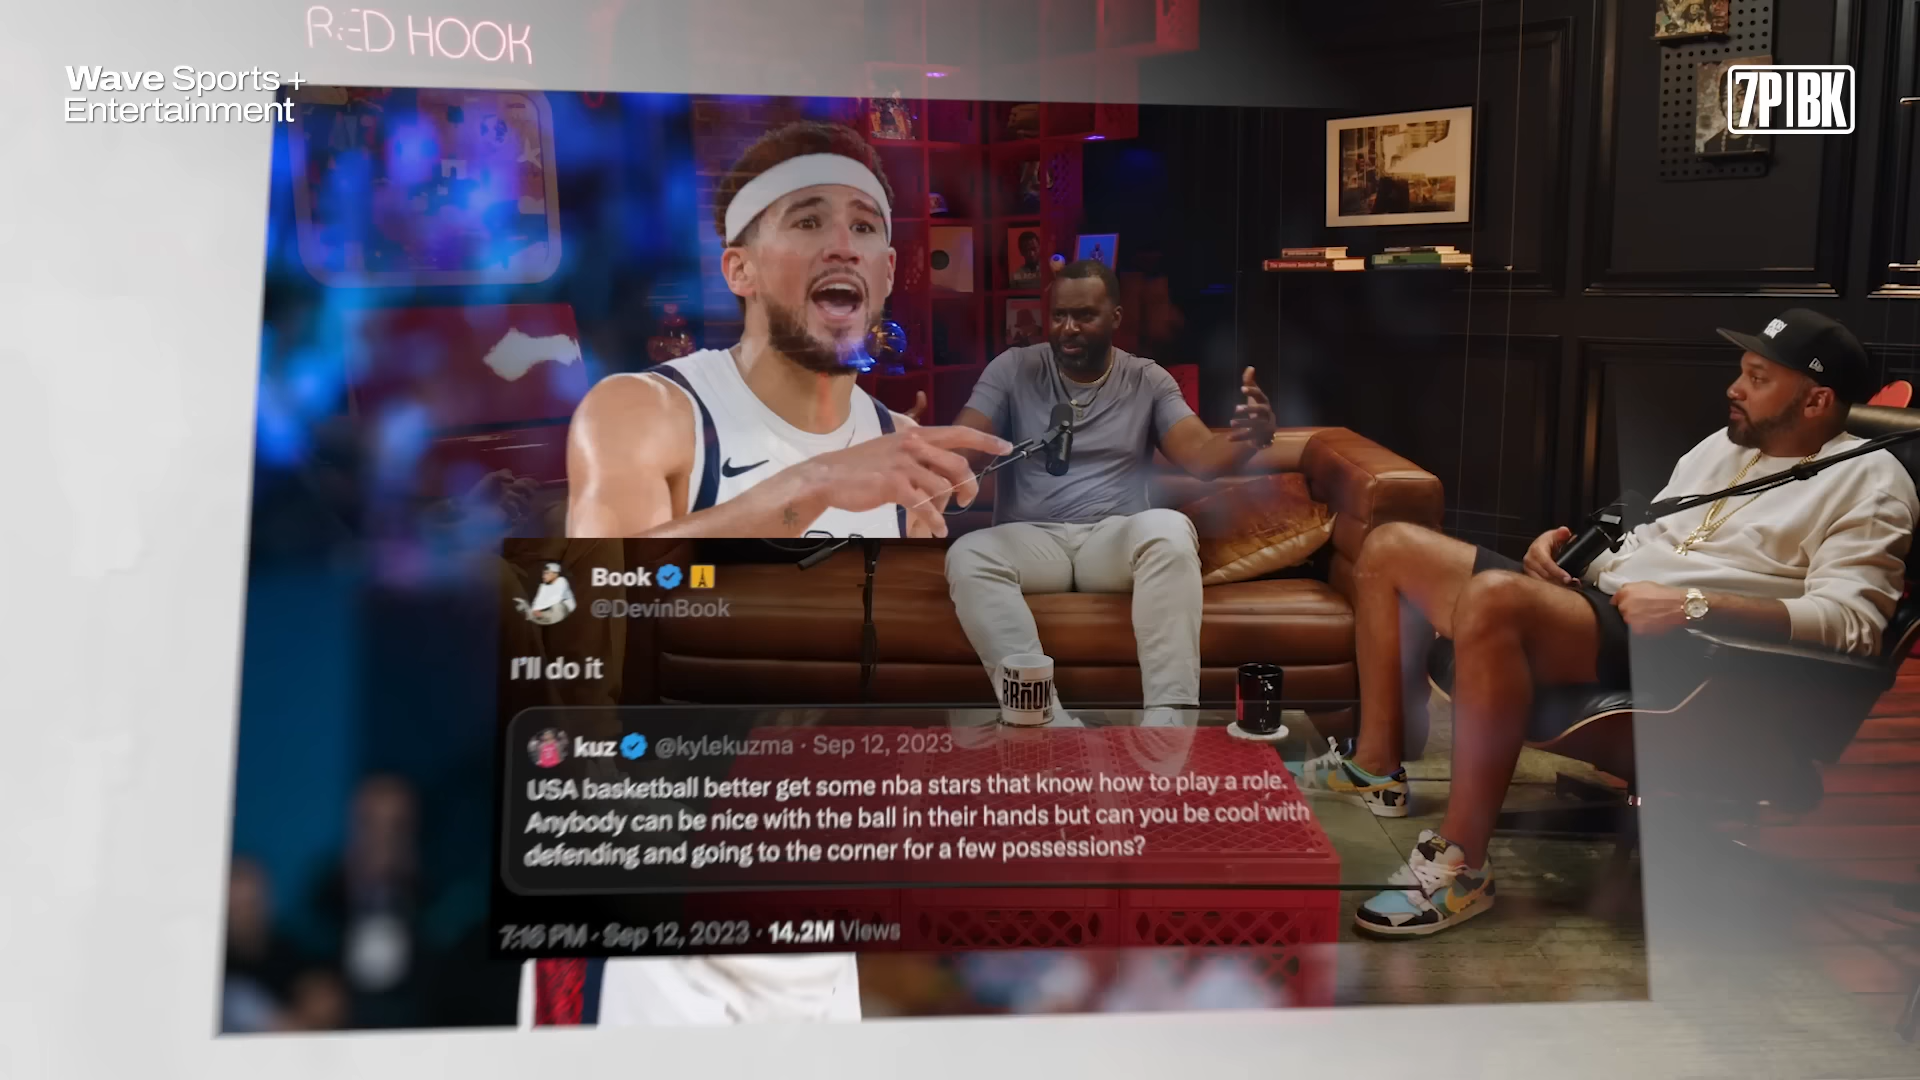 RED HOOK
Wave Sports +
Entertainment
7PIBK
Book
@DevinBook
I'll do it
kuz @kylekuzma · Sep 12, 2023
USA basketball better get some nba stars that know how to play a role.
Anybody can be nice with the ball in their hands but can you be cool with
defending and going to the corner for a few possessions?
7:16 PM · Sep 12, 2023 · 14.2M Views
BROOK